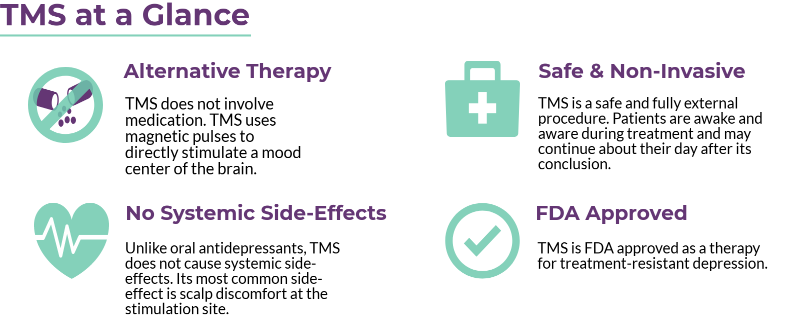 TMS at a Glance
Alternative Therapy
TMS does not involve
medication. TMS uses
magnetic pulses to
directly stimulate a mood
center of the brain.
Safe & Non-Invasive
TMS is a safe and fully external
procedure. Patients are awake and
aware during treatment and may
continue about their day after its
conclusion.
No Systemic Side-Effects
Unlike oral antidepressants, TMS
does not cause systemic side-
effects. Its most common side-
effect is scalp discomfort at the
stimulation site.
FDA Approved
TMS is FDA approved as a therapy
for treatment-resistant depression.